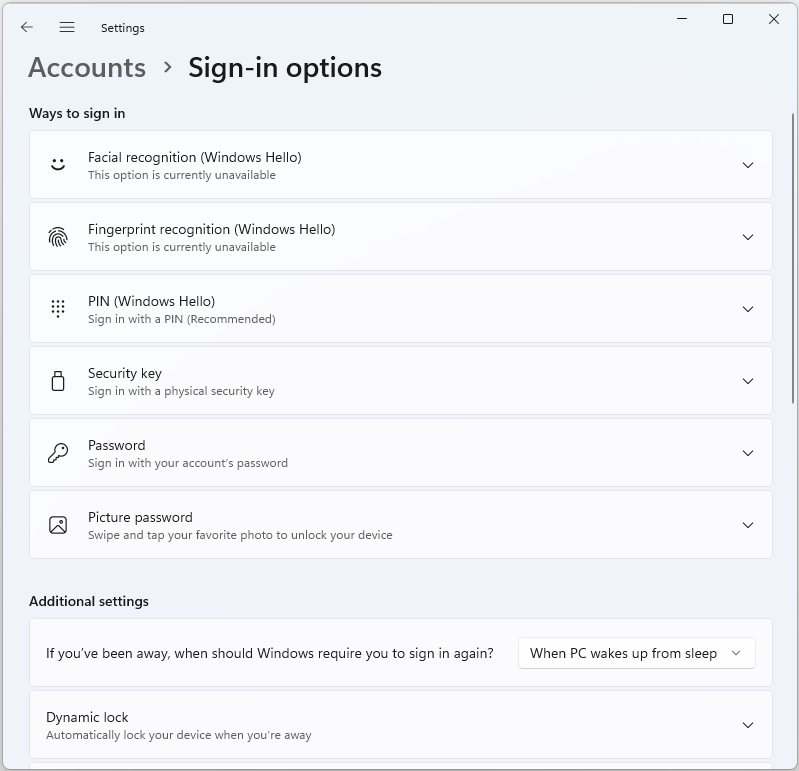 Settings
Accounts > Sign-in options
Ways to sign in
Facial recognition (Windows Hello)
This option is currently unavailable
Fingerprint recognition (Windows Hello)
This option is currently unavailable
PIN (Windows Hello)
Sign in with a PIN (Recommended)
Security key
Sign in with a physical security key
Password
Sign in with your account's password
Picture password
Swipe and tap your favorite photo to unlock your device
Additional settings
If you've been away, when should Windows require you to sign in again? When PC wakes up from sleep
Dynamic lock
Automatically lock your device when you're away